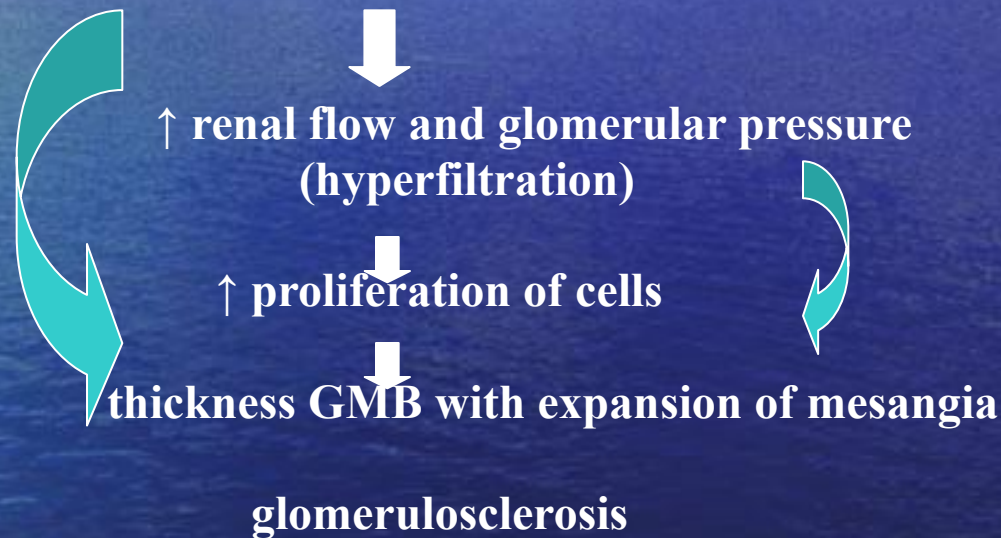 ↑ renal flow and glomerular pressure
(hyperfiltration)
↑ proliferation of cells
thickness GMB with expansion of mesangia
glomerulosclerosis